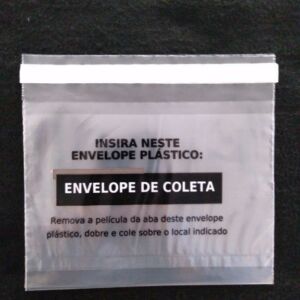 INSIRA NESTE
ENVELOPE PLÁSTICO:
ENVELOPE DE COLETA
Remova a película da aba deste envelope
plástico, dobre e cole sobre o local indicado